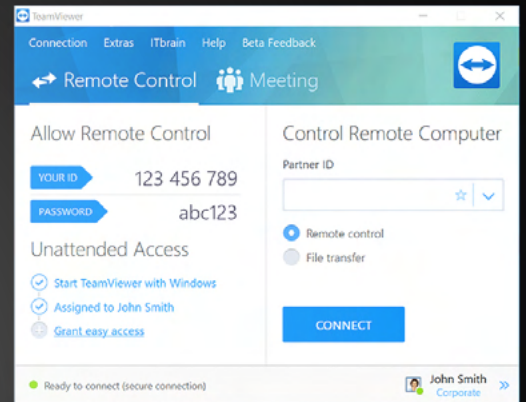 TeamViewer
Connection Extras ITbrain Help Beta Feedback
Remote Control Meeting
Allow Remote Control
YOUR ID 123 456 789
PASSWORD abc123
Unattended Access
Start TeamViewer with Windows
Assigned to John Smith
Grant easy access
Control Remote Computer
Partner ID
Remote control
File transfer
CONNECT
Ready to connect (secure connection)
John Smith
Corporate